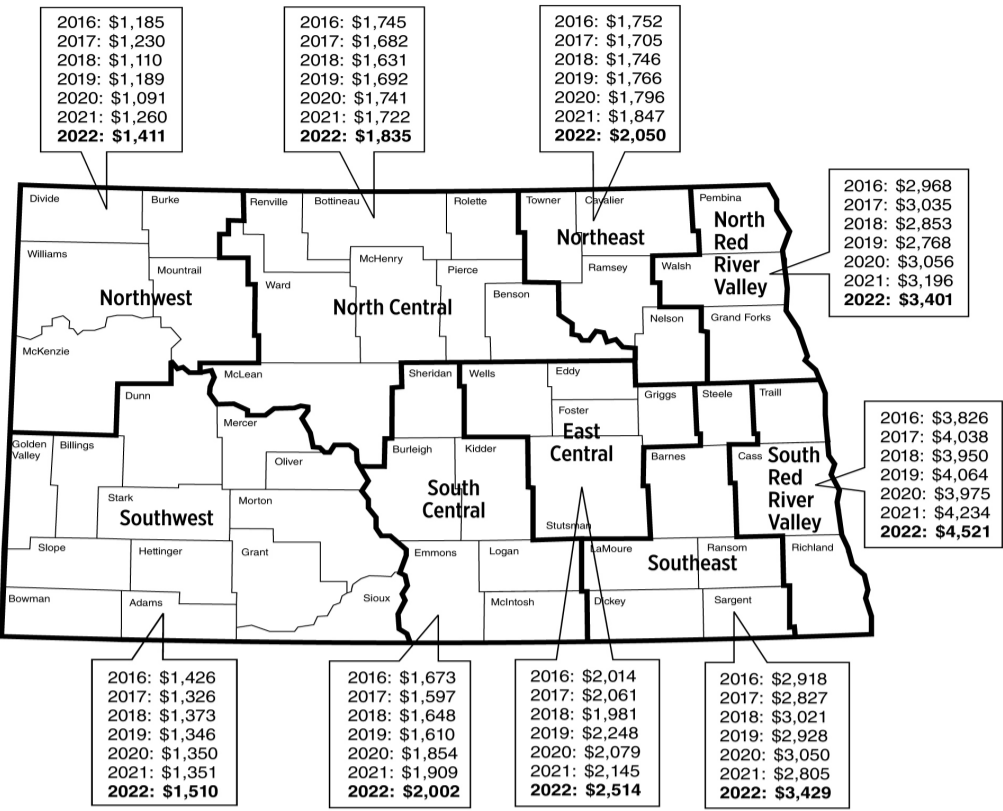 2016: $1,185
2017: $1,230
2018: $1,110
2019: $1,189
2020: $1,091
2021: $1,260
2022: $1,411
2016: $1,745
2017: $1,682
2018: $1,631
2019: $1,692
2020: $1,741
2021: $1,722
2022: $1,835
2016: $1,752
2017: $1,705
2018: $1,746
2019: $1,766
2020: $1,796
2021: $1,847
2022: $2,050
2016: $2,968
2017: $3,035
2018: $2,853
2019: $2,768
2020: $3,056
2021: $3,196
2022: $3,401
Divide
Burke
Renville
Bottineau
Rolette
Towner
Cavalier
Pembina
North
Red
River
Valley
Northeast
Williams
Mountrail
McHenry
Pierce
Ramsey
Walsh
Northwest
Ward
North Central
Benson
Nelson
Grand Forks
McKenzie
McLean
Sheridan
Wells
Eddy
Dunn
Griggs
Steele
Traill
Mercer
Foster
East
Central
Golden
Valley
Billings
Oliver
Burleigh
Kidder
Barnes
Cass
South
Red
River
Valley
2016: $3,826
2017: $4,038
2018: $3,950
2019: $4,064
2020: $3,975
2021: $4,234
2022: $4,521
Stark
Morton
Southwest
South
Central
Stutsman
Slope
Hettinger
Grant
Emmons
Logan
LaMoure
Ransom
Richland
Southeast
Bowman
Adams
Sioux
McIntosh
Dickey
Sargent
2016: $1,426
2017: $1,326
2018: $1,373
2019: $1,346
2020: $1,350
2021: $1,351
2022: $1,510
2016: $1,673
2017: $1,597
2018: $1,648
2019: $1,610
2020: $1,854
2021: $1,909
2022: $2,002
2016: $2,014
2017: $2,061
2018: $1,981
2019: $2,248
2020: $2,079
2021: $2,145
2022: $2,514
2016: $2,918
2017: $2,827
2018: $3,021
2019: $2,928
2020: $3,050
2021: $2,805
2022: $3,429